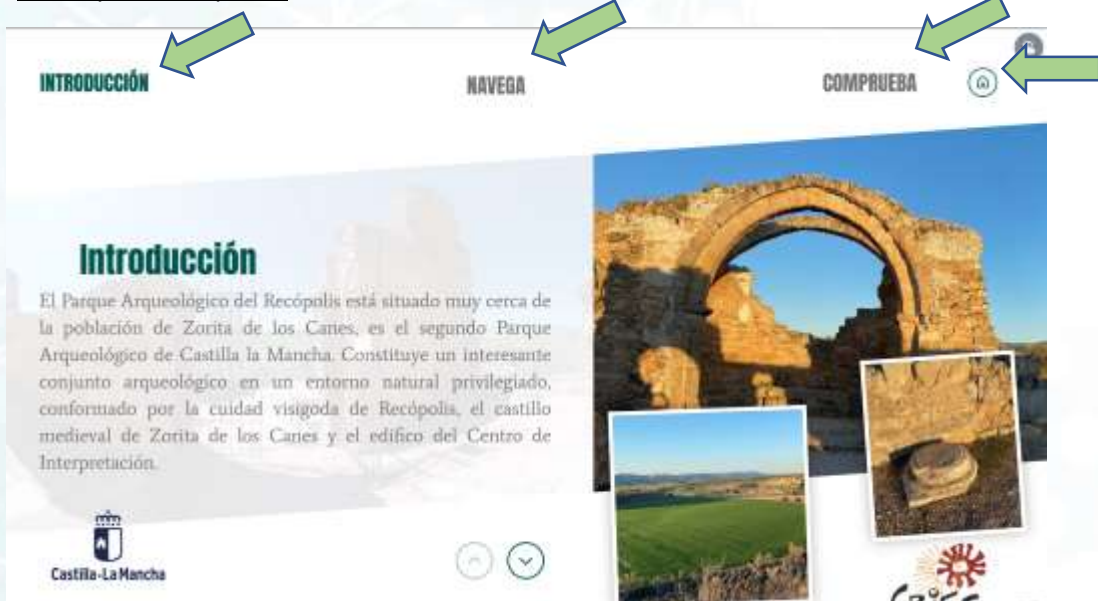 INTRODUCCIÓN
NAVEGA
COMPRUEBA
Introducción
El Parque Arqueológico del Recópolis está situado muy cerca de
la población de Zorita de los Canes, es el segundo Parque
Arqueológico de Castilla la Mancha. Constituye un interesante
conjunto arqueológico en un entorno natural privilegiado,
conformado por la cuidad visigoda de Recópolis, el castillo
medieval de Zorita de los Canes y el edifico del Centro de
Interpretación.
Castilla-La Mancha